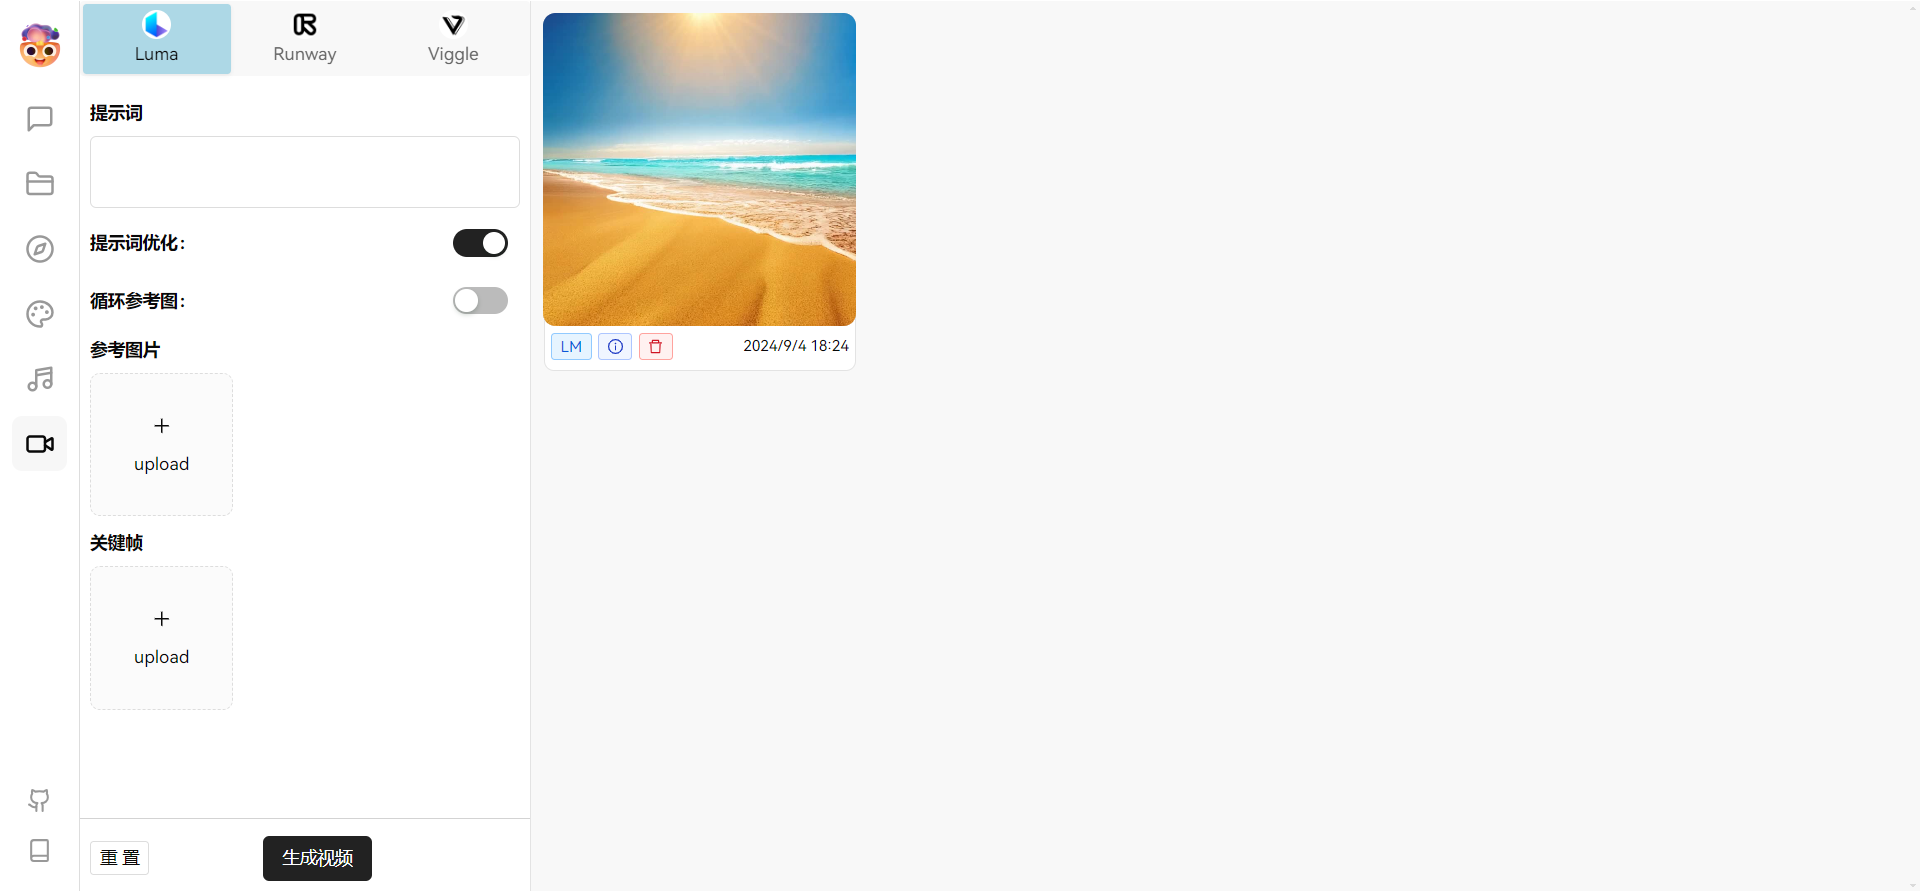 Luma
Runway
Viggle
提示词
提示词优化:
循环参考图:
参考图片
upload
关键帧
upload
重 置
生成视频
LM
2024/9/4 18:24